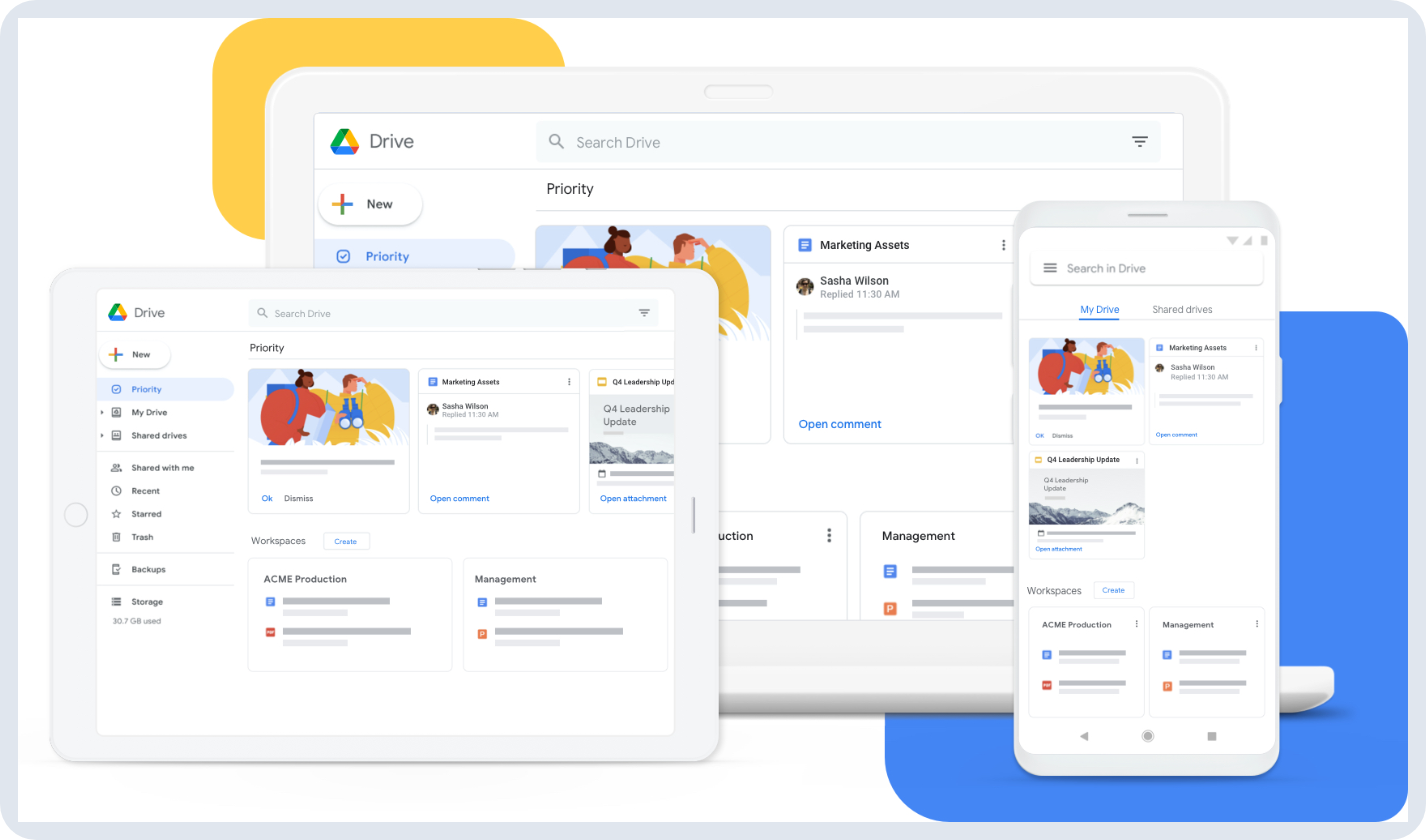 Drive
Search Drive
New
Priority
Priority
Marketing Assets
Sasha Wilson
Replied 11:30 AM
Open comment
uction
Management
P
Drive
Search Drive
New
Priority
My Drive
Shared drives
Shared with me
Recent
Starred
Trash
Backups
Storage
30.7 GB used
Priority
Ok Dismiss
Marketing Assets
Sasha Wilson
Replied 11:30 AM
Open comment
Q4 Leadership Upd
Q4 Leadership
Update
Open attachment
Workspaces Create
ACME Production
PDF
Management
P
Search in Drive
My Drive Shared drives
OK Dismiss
Marketing Assets
Sasha Wilson
Replied 11:30 AM
Open comment
Q4 Leadership Update
Q4 Leadership
Update
Open attachment
Workspaces Create
ACME Production
PDF
Management
P